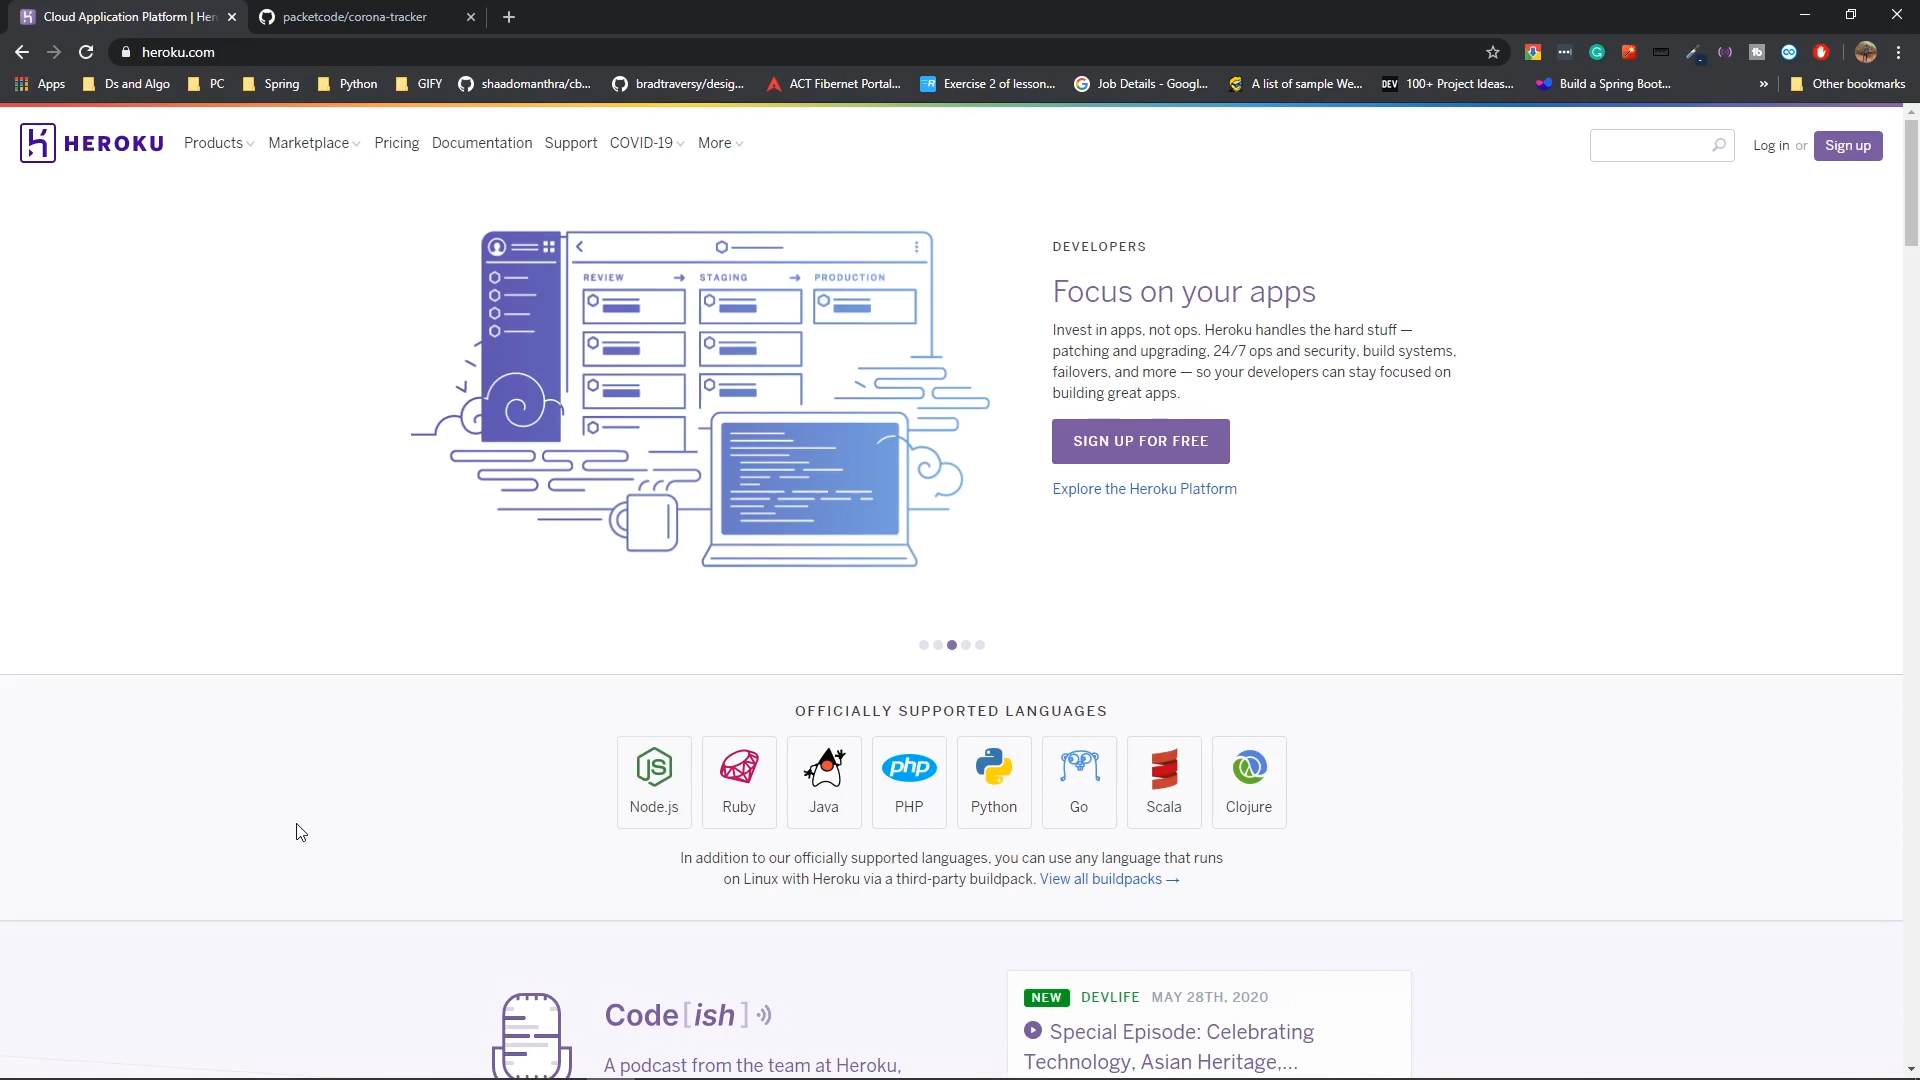 Cloud Application Platform | Her
packetcode/corona-tracker
heroku.com
Apps
Ds and Algo
PC
Spring
Python
GIFY
shaadomanthra/cb...
bradtraversy/desig...
ACT Fibernet Portal...
Exercise 2 of lesson...
Job Details - Googl...
A list of sample We...
DEV
100+ Project Ideas...
Build a Spring Boot...
»
Other bookmarks
HEROKU
Products
Marketplace
Pricing
Documentation
Support
COVID-19
More
Log in or
Sign up
REVIEW
STAGING
PRODUCTION
DEVELOPERS
Focus on your apps
Invest in apps, not ops. Heroku handles the hard stuff —
patching and upgrading, 24/7 ops and security, build systems,
failovers, and more — so your developers can stay focused on
building great apps.
SIGN UP FOR FREE
Explore the Heroku Platform
OFFICIALLY SUPPORTED LANGUAGES
JS
php
Node.js
Ruby
Java
PHP
Python
Go
Scala
Clojure
In addition to our officially supported languages, you can use any language that runs
on Linux with Heroku via a third-party buildpack. View all buildpacks →
Code[ish]
A podcast from the team at Heroku,
NEW DEVLIFE MAY 28TH, 2020
Special Episode: Celebrating
Technology, Asian Heritage,...